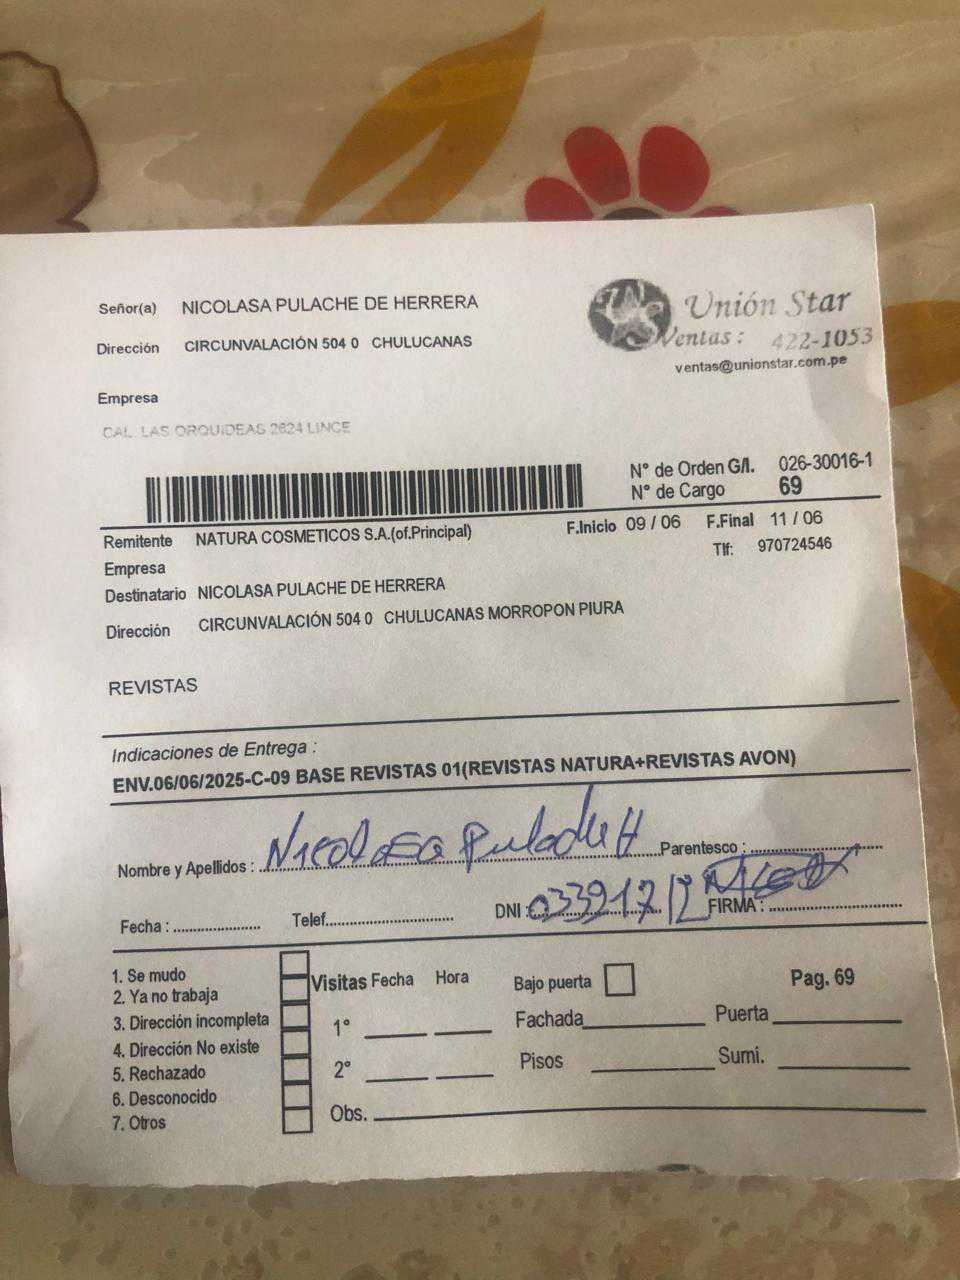 Señor(a) NICOLASA PULACHE DE HERRERA
Unión Star
Dirección CIRCUNVALACIÓN 504 0 CHULUCANAS
Ventas: 422-1053
ventas@unionstar.com.pe
Empresa
CAL. LAS ORQUIDEAS 2624 LINCE
N° de Orden G/I. 026-30016-1
N° de Cargo 69
Remitente NATURA COSMETICOS S.A.(of.Principal) F.Inicio 09 / 06 F.Final 11 / 06
Empresa Tlf: 970724546
Destinatario NICOLASA PULACHE DE HERRERA
Dirección CIRCUNVALACIÓN 504 0 CHULUCANAS MORROPON PIURA
REVISTAS
Indicaciones de Entrega :
ENV.06/06/2025-C-09 BASE REVISTAS 01(REVISTAS NATURA+REVISTAS AVON)
Nombre y Apellidos : Nicolasa Pulache H Parentesco :
Fecha : Telef. DNI : FIRMA :
1. Se mudo
2. Ya no trabaja
3. Dirección incompleta
4. Dirección No existe
5. Rechazado
6. Desconocido
7. Otros
Visitas Fecha Hora Bajo puerta Pag. 69
1° Fachada Puerta
2° Pisos Sumi.
Obs.